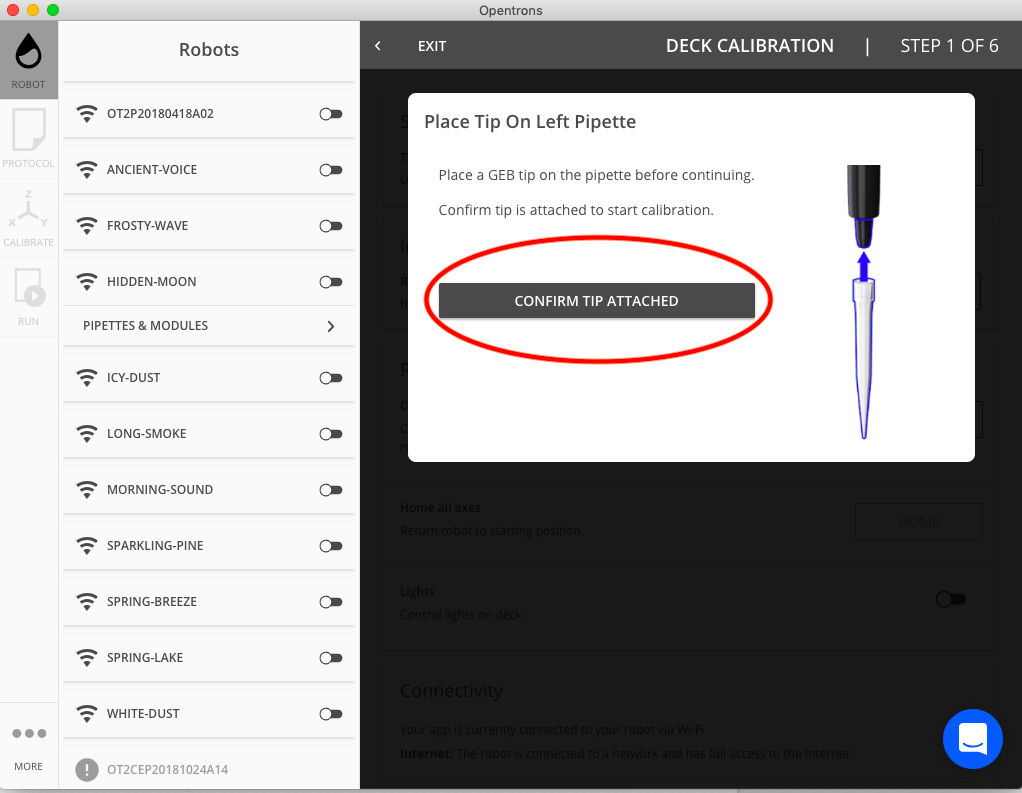 Opentrons
ROBOT
PROTOCOL
Z
X Y
CALIBRATE
RUN
MORE
Robots
OT2P20180418A02
ANCIENT-VOICE
FROSTY-WAVE
HIDDEN-MOON
PIPETTES & MODULES
ICY-DUST
LONG-SMOKE
MORNING-SOUND
SPARKLING-PINE
SPRING-BREEZE
SPRING-LAKE
WHITE-DUST
OT2CEP20181024A14
EXIT
DECK CALIBRATION | STEP 1 OF 6
Place Tip On Left Pipette
Place a GEB tip on the pipette before continuing.
Confirm tip is attached to start calibration.
CONFIRM TIP ATTACHED
Home all axes
Return robot to starting position.
HOME
Lights
Control lights on deck.
Connectivity
Your app is currently connected to your robot via Wi-Fi
Internet: The robot is connected to a network and has full access to the internet.